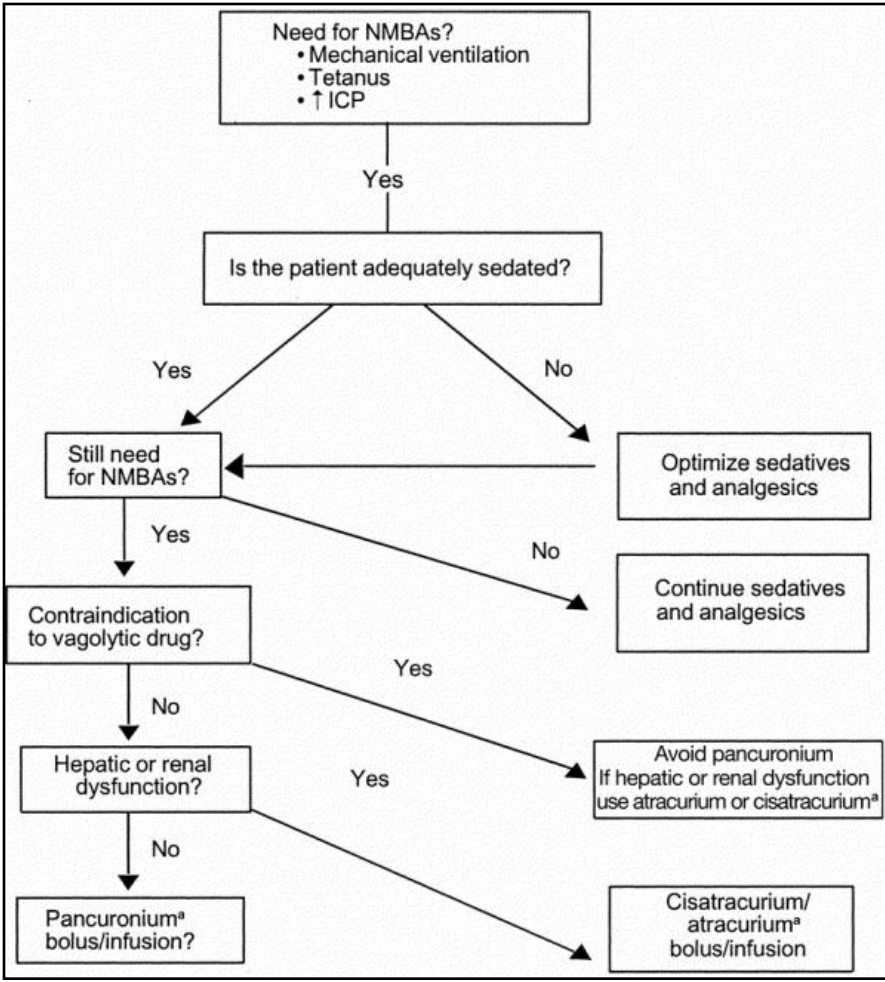 Need for NMBAs?
• Mechanical ventilation
• Tetanus
• ↑ ICP
Yes
Is the patient adequately sedated?
Yes
No
Still need
for NMBAs?
Optimize sedatives
and analgesics
Yes
No
Continue sedatives
and analgesics
Contraindication
to vagolytic drug?
Yes
No
Hepatic or renal
dysfunction?
Yes
Avoid pancuronium
If hepatic or renal dysfunction
use atracurium or cisatracuriumᵃ
No
Pancuroniumᵃ
bolus/infusion?
Cisatracurium/
atracuriumᵃ
bolus/infusion